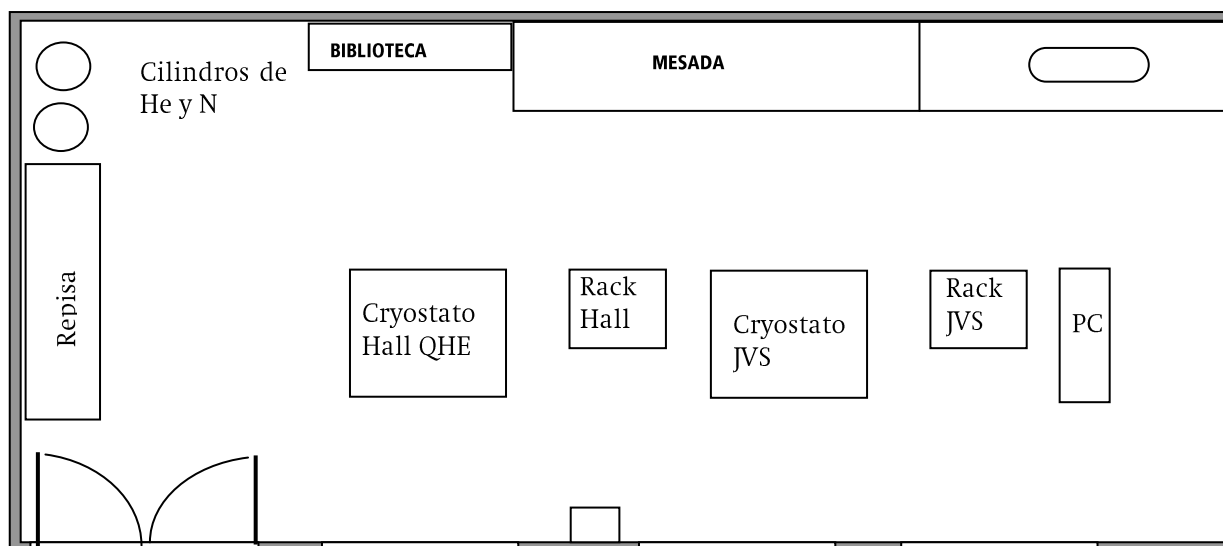 BIBLIOTECA
MESADA
Cilindros de
He y N
Repisa
Cryostato
Hall QHE
Rack
Hall
Cryostato
JVS
Rack
JVS
PC